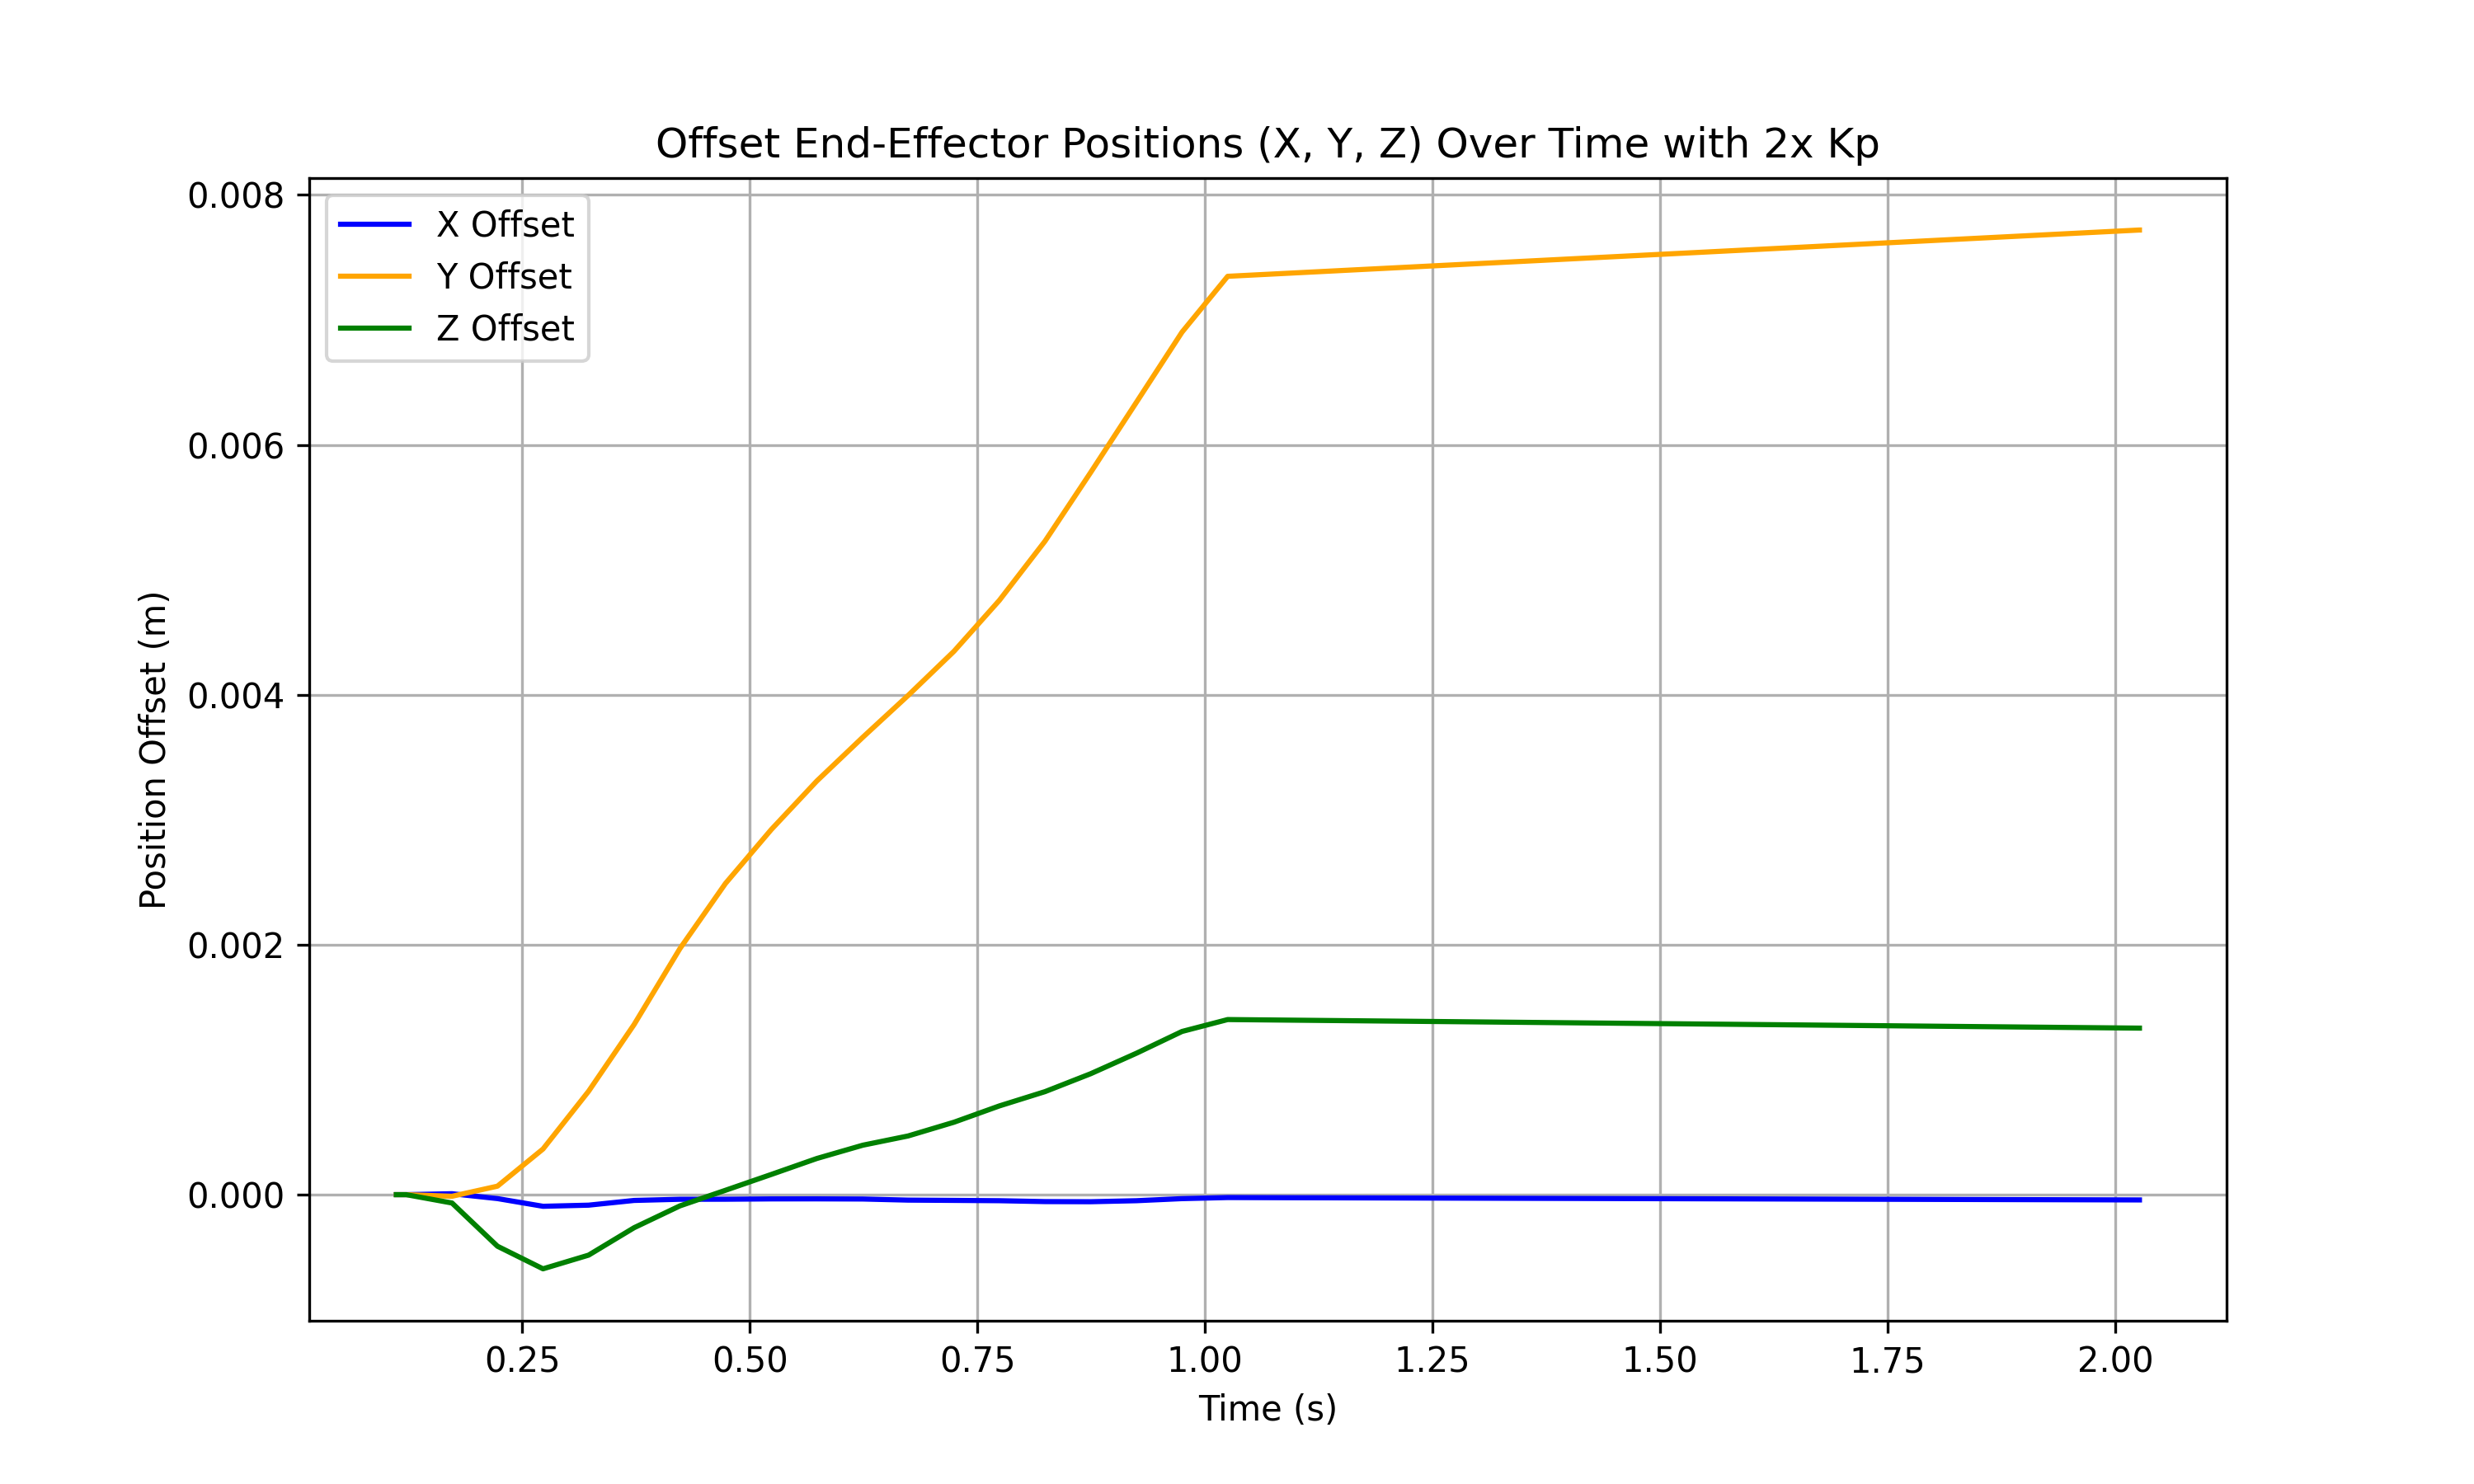 Offset End-Effector Positions (X, Y, Z) Over Time with 2x Kp
X Offset
Y Offset
Z Offset
Position Offset (m)
0.008
0.006
0.004
0.002
0.000
0.25 0.50 0.75 1.00 1.25 1.50 1.75 2.00
Time (s)